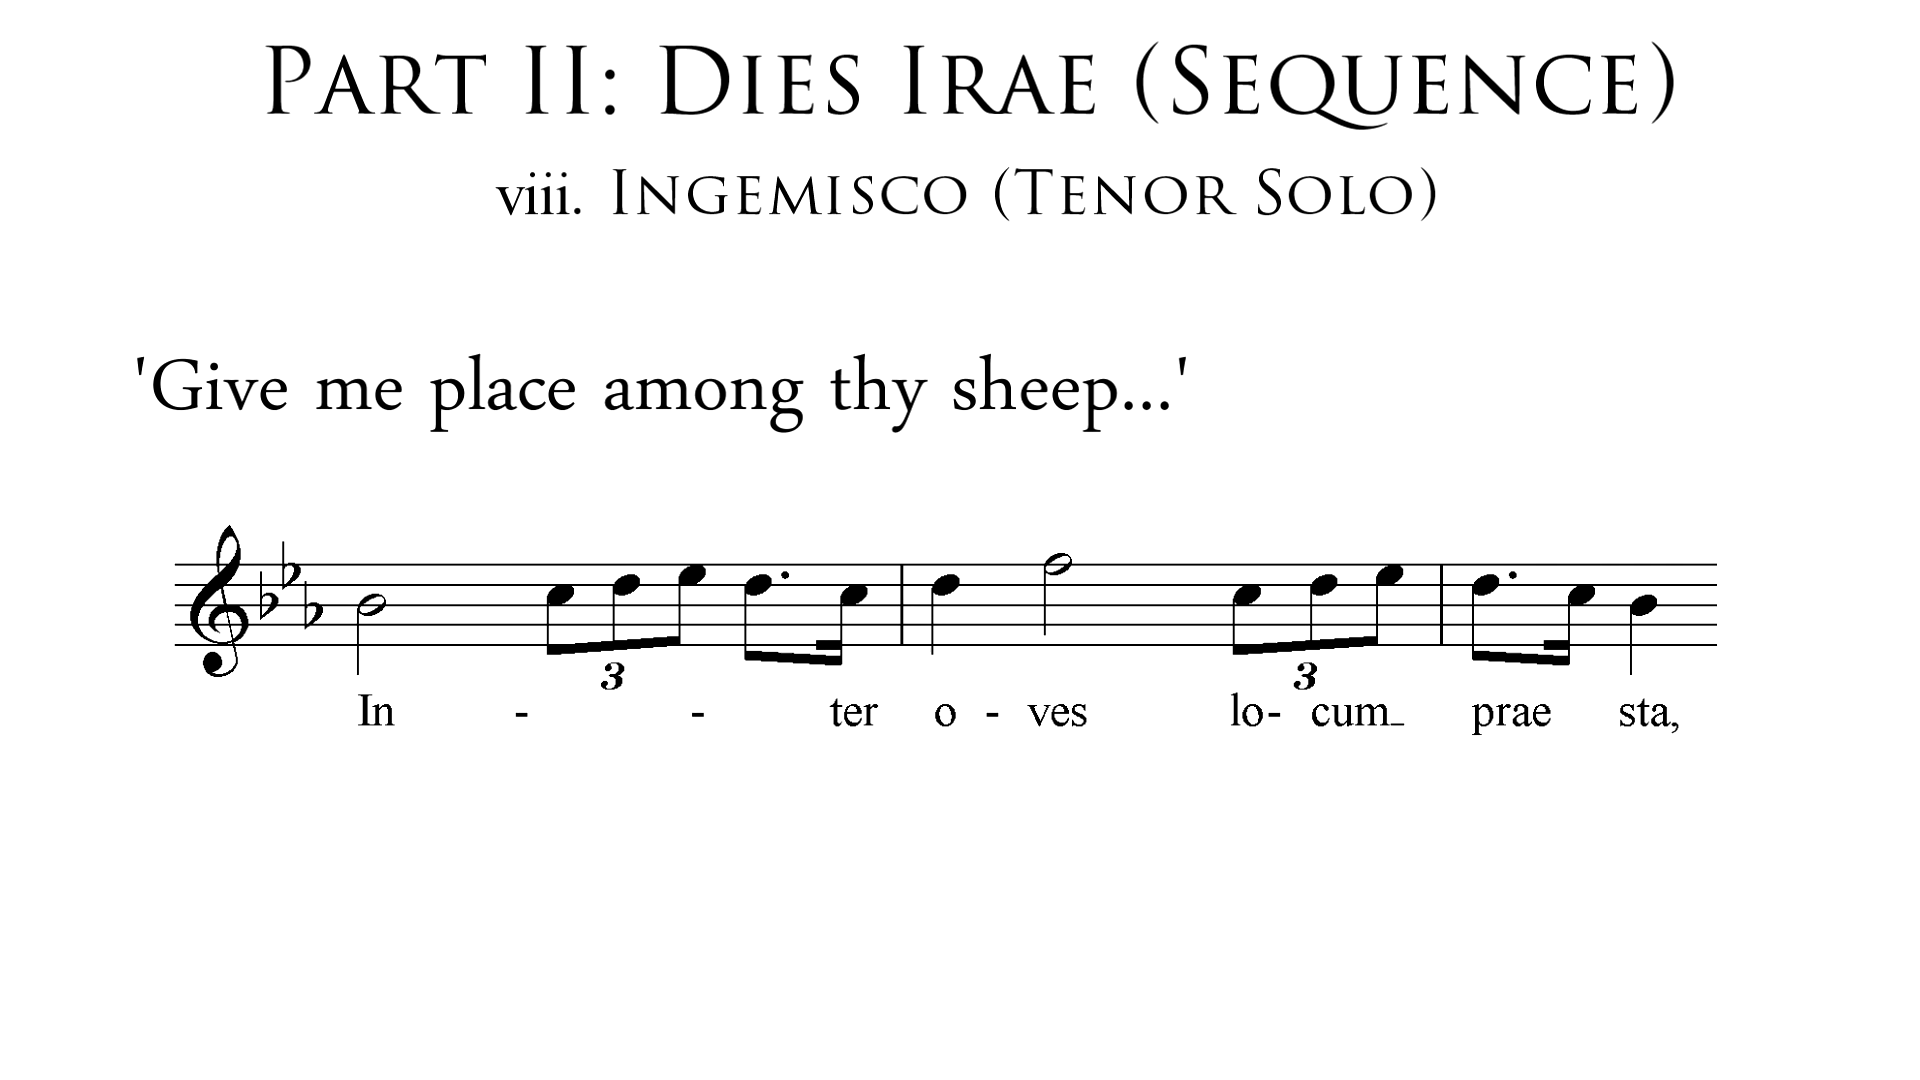 PART II: DIES IRAE (SEQUENCE)
viii. INGEMISCO (TENOR SOLO)
'Give me place among thy sheep...'
3 3
In - - ter o - ves lo- cum_ prae sta,